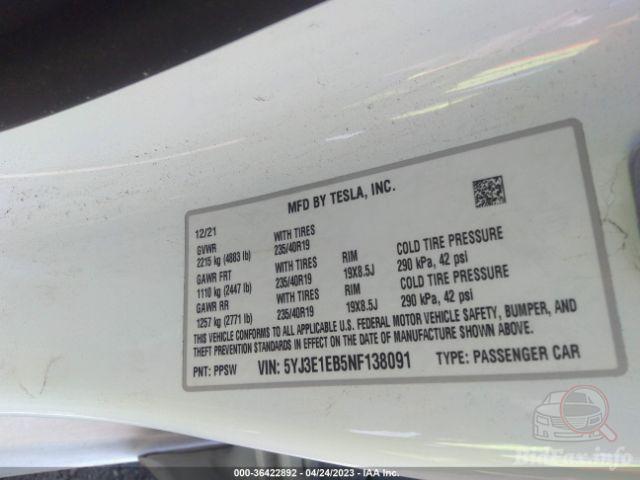 MFD BY TESLA, INC.
12/21
GVWR WITH TIRES
2215 kg (4883 lb) 235/40R19
GAWR FRT WITH TIRES RIM COLD TIRE PRESSURE
1110 kg (2447 lb) 235/40R19 19X8.5J 290 kPa, 42 psi
GAWR RR WITH TIRES RIM COLD TIRE PRESSURE
1257 kg (2771 lb) 235/40R19 19X8.5J 290 kPa, 42 psi
THIS VEHICLE CONFORMS TO ALL APPLICABLE U.S. FEDERAL MOTOR VEHICLE SAFETY, BUMPER, AND
THEFT PREVENTION STANDARDS IN EFFECT ON THE DATE OF MANUFACTURE SHOWN ABOVE.
PNT: PPSW VIN: 5YJ3E1EB5NF138091 TYPE: PASSENGER CAR
BidFax.info
000-36422892 - 04/24/2023 - IAA Inc.